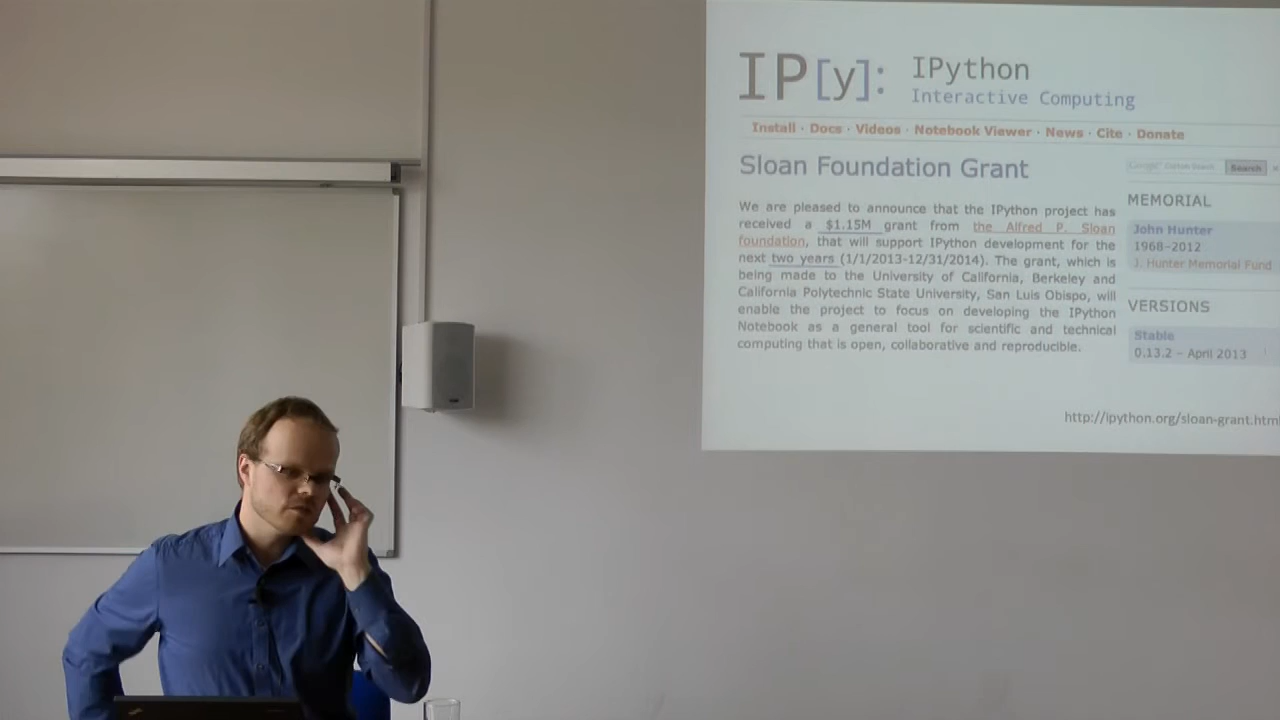 IP[y]: IPython
Interactive Computing
Install · Docs · Videos · Notebook Viewer · News · Cite · Donate
Sloan Foundation Grant
We are pleased to announce that the IPython project has
received a $1.15M grant from the Alfred P. Sloan
foundation, that will support IPython development for the
next two years (1/1/2013-12/31/2014). The grant, which is
being made to the University of California, Berkeley and
California Polytechnic State University, San Luis Obispo, will
enable the project to focus on developing the IPython
Notebook as a general tool for scientific and technical
computing that is open, collaborative and reproducible.
Search
MEMORIAL
John Hunter
1968–2012
J. Hunter Memorial Fund
VERSIONS
Stable
0.13.2 – April 2013
http://ipython.org/sloan-grant.htm